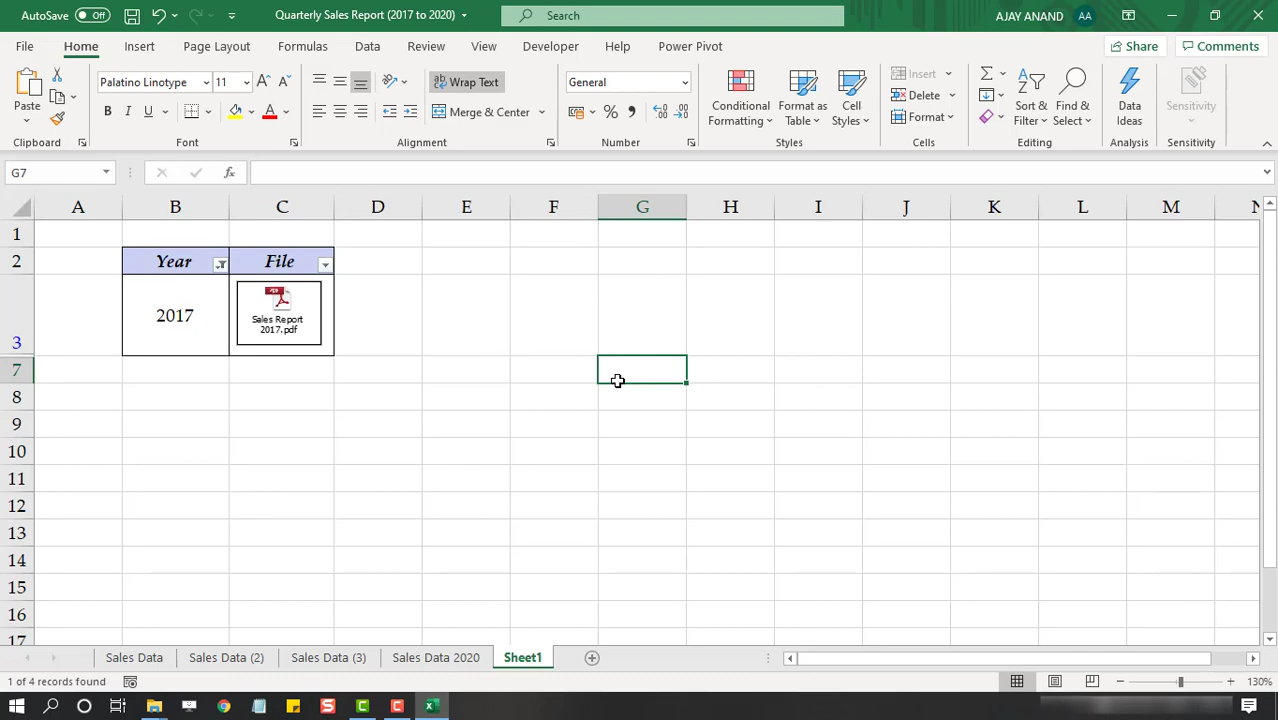 AutoSave Off Quarterly Sales Report (2017 to 2020) Search AJAY ANAND AA
File Home Insert Page Layout Formulas Data Review View Developer Help Power Pivot Share Comments
Paste Palatino Linotype 11 A A ab Wrap Text General Conditional Formatting Format as Table Cell Styles Insert Delete Format Sort & Filter Find & Select Data Ideas Sensitivity
B I U A Merge & Center % ,
Clipboard Font Alignment Number Styles Cells Editing Analysis Sensitivity
G7 fx
A B C D E F G H I J K L M N
1
2 Year File
3 2017 Sales Report
2017.pdf
7
8
9
10
11
12
13
14
15
16
17
Sales Data Sales Data (2) Sales Data (3) Sales Data 2020 Sheet1
1 of 4 records found 130%